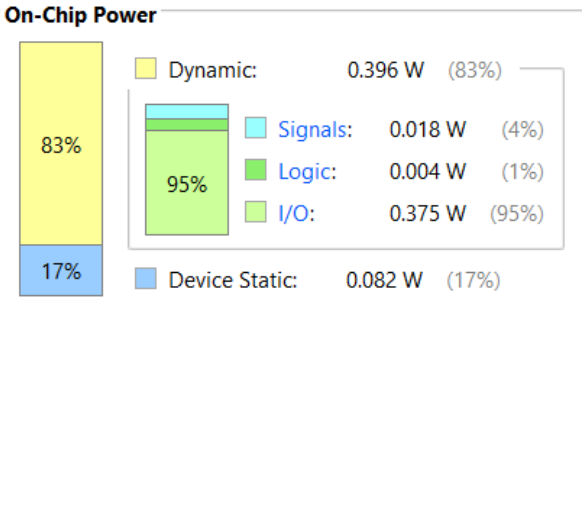 On-Chip Power
83%
17%
Dynamic: 0.396 W (83%)
95%
Signals: 0.018 W (4%)
Logic: 0.004 W (1%)
I/O: 0.375 W (95%)
Device Static: 0.082 W (17%)